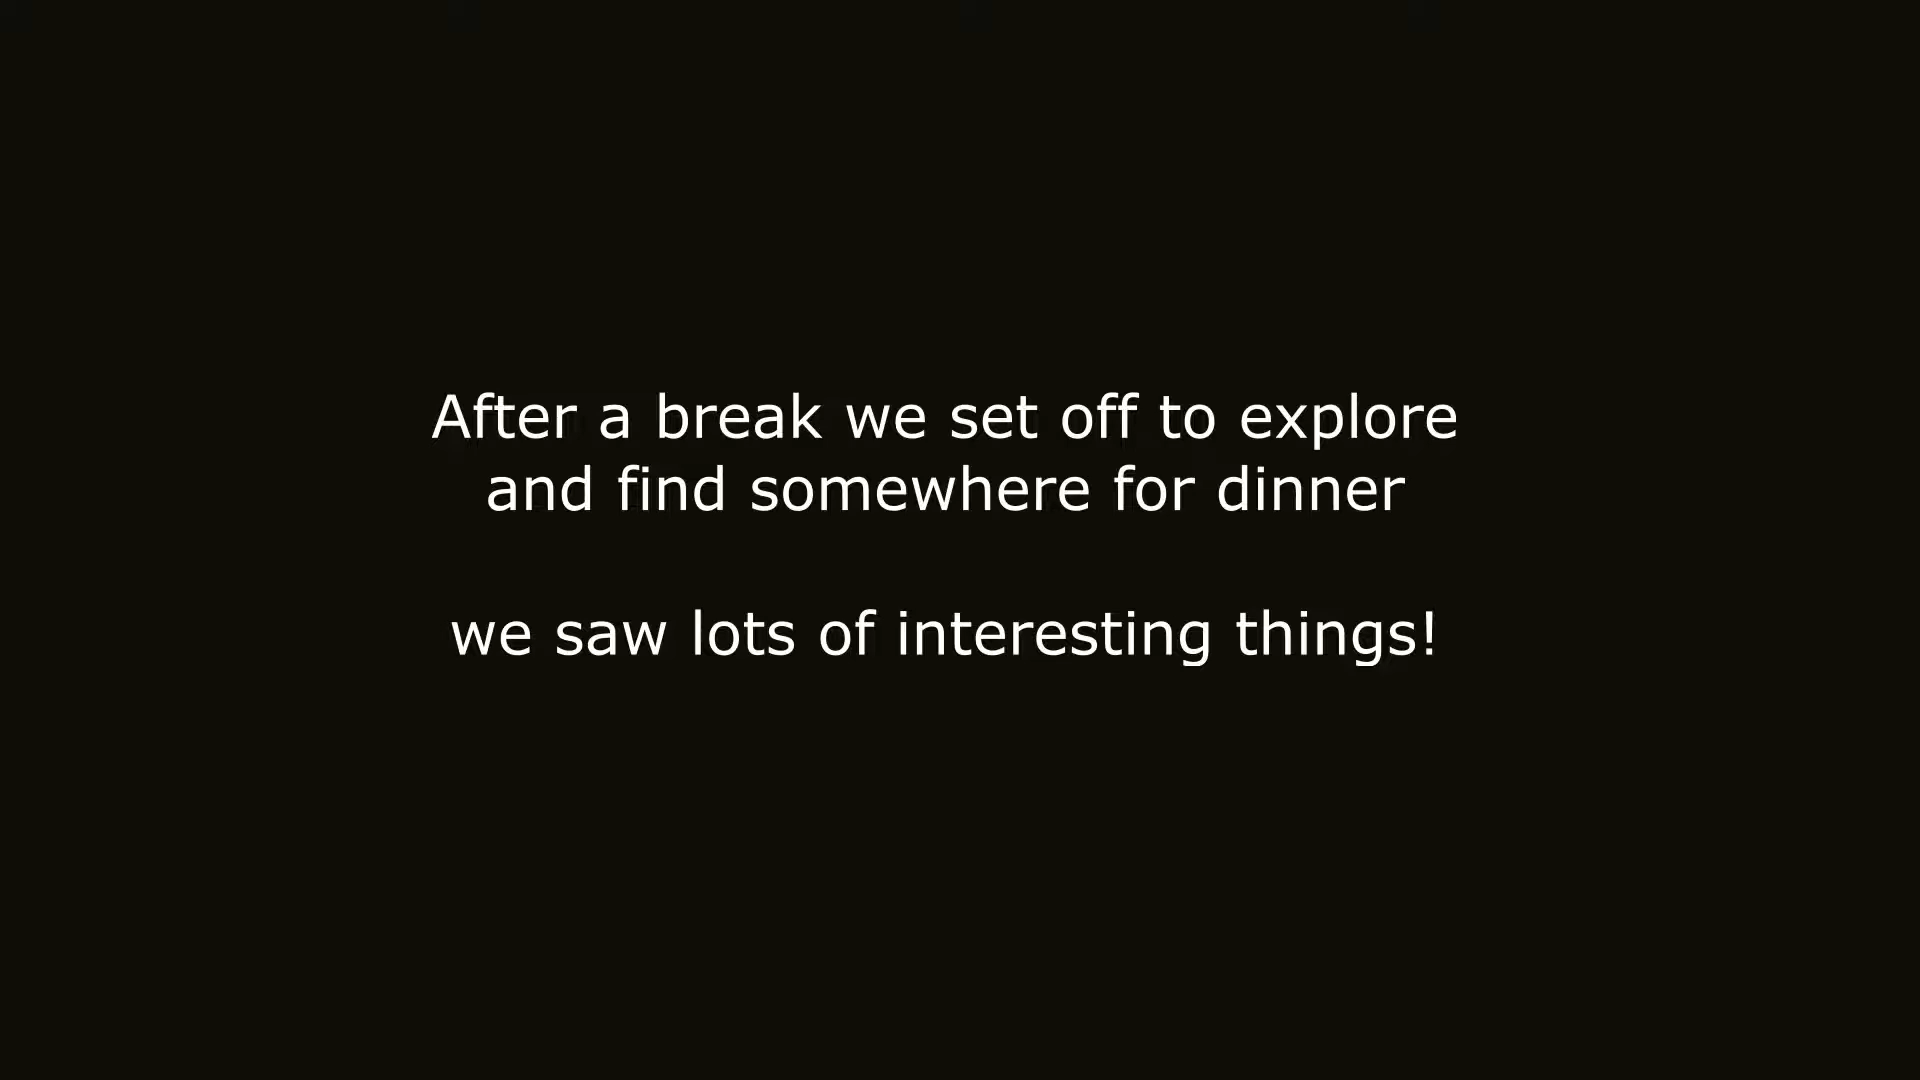 After a break we set off to explore
and find somewhere for dinner
we saw lots of interesting things!